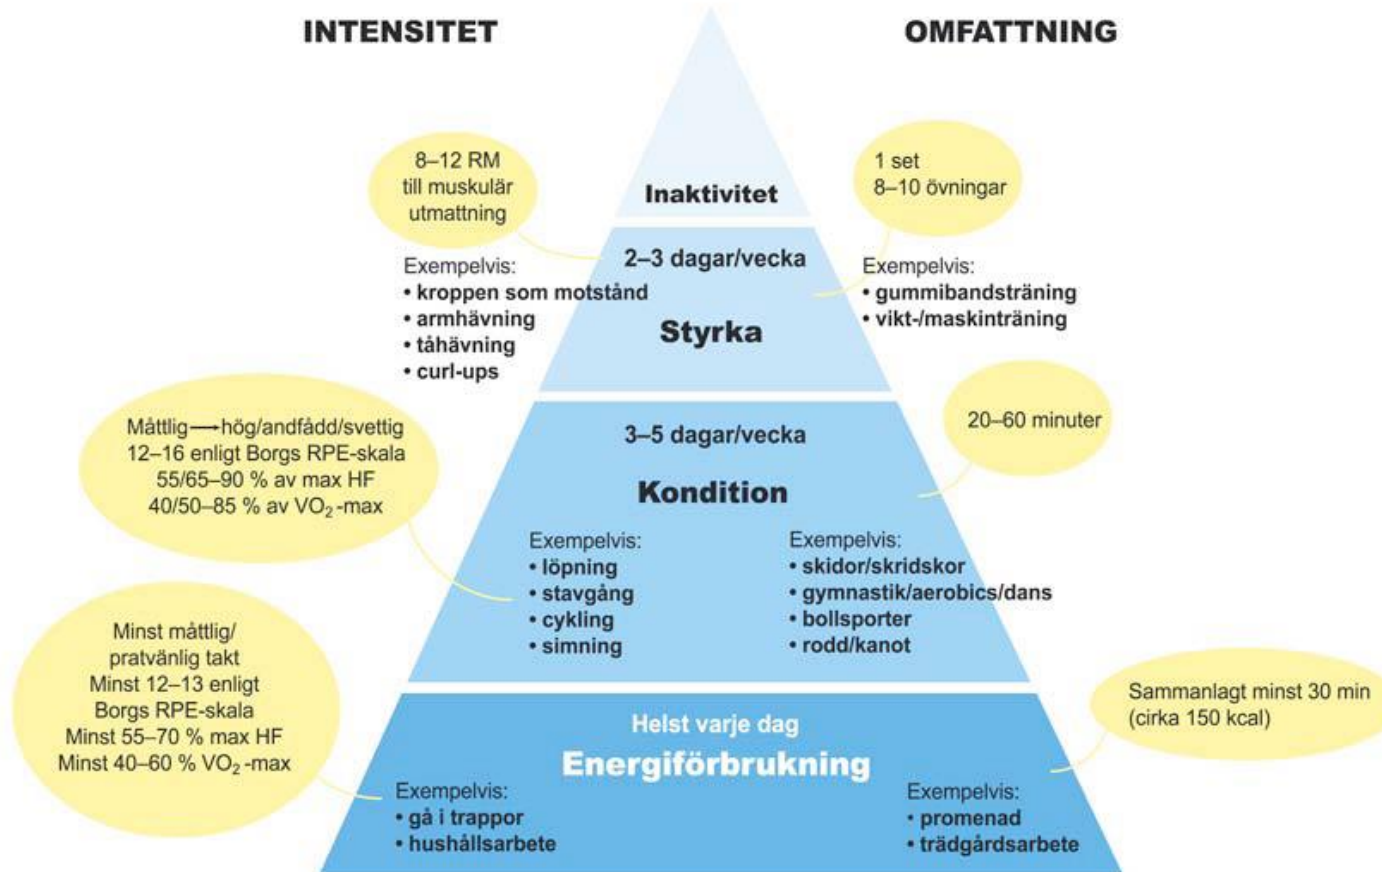 INTENSITET
OMFATTNING
8–12 RM
till muskulär
utmattning
1 set
8–10 övningar
Inaktivitet
2–3 dagar/vecka
Styrka
Exempelvis:
• kroppen som motstånd
• armhävning
• tåhävning
• curl-ups
Exempelvis:
• gummibandsträning
• vikt-/maskinträning
Måttlig → hög/andfådd/svettig
12–16 enligt Borgs RPE-skala
55/65–90 % av max HF
40/50–85 % av VO₂-max
20–60 minuter
3–5 dagar/vecka
Kondition
Exempelvis:
• löpning
• stavgång
• cykling
• simning
Exempelvis:
• skidor/skridskor
• gymnastik/aerobics/dans
• bollsporter
• rodd/kanot
Minst måttlig/
pratvänlig takt
Minst 12–13 enligt
Borgs RPE-skala
Minst 55–70 % max HF
Minst 40–60 % VO₂-max
Sammanlagt minst 30 min
(cirka 150 kcal)
Helst varje dag
Energiförbrukning
Exempelvis:
• gå i trappor
• hushållsarbete
Exempelvis:
• promenad
• trädgårdsarbete